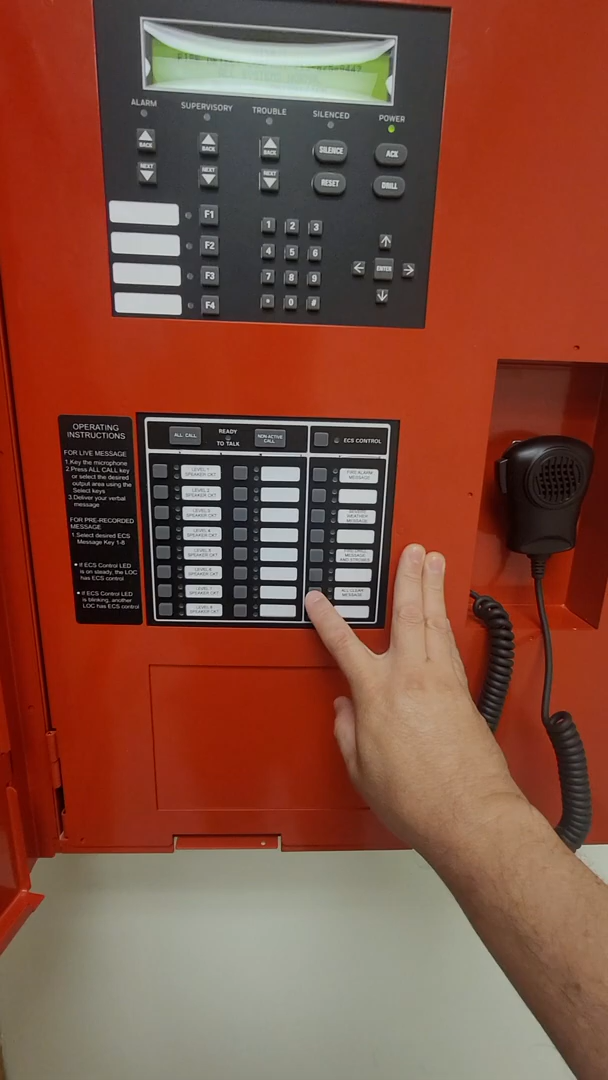 ALARM
SUPERVISORY
TROUBLE
SILENCED
POWER
BACK
BACK
BACK
SILENCE
ACK
NEXT
NEXT
NEXT
RESET
DRILL
F1
1 2 3
F2
4 5 6
ENTER
F3
7 8 9
F4
* 0 #
OPERATING
INSTRUCTIONS
FOR LIVE MESSAGE
1.Key the microphone
2.Press ALL CALL key
or select the desired
output area using the
Select keys
3.Deliver your verbal
message
FOR PRE-RECORDED
MESSAGE
1.Select desired ECS
Message Key 1-8
● If ECS Control LED
is on steady, the LOC
has ECS control
● If ECS Control LED
is blinking, another
LOC has ECS control
ALL CALL
READY
TO TALK
NON ACTIVE
CALL
ECS CONTROL
LEVEL 1
SPEAKER CKT
LEVEL 2
SPEAKER CKT
SPEAKER CKT
LEVEL 4
SPEAKER CKT
LEVEL 5
SPEAKER CKT
LEVEL 6
SPEAKER CKT
SPEAKER CKT
SPEAKER CKT
FIRE ALARM
MESSAGE
WEATHER
MESSAGE
MESSAGE
AND STROBES
ALL CLEAR
MESSAGE